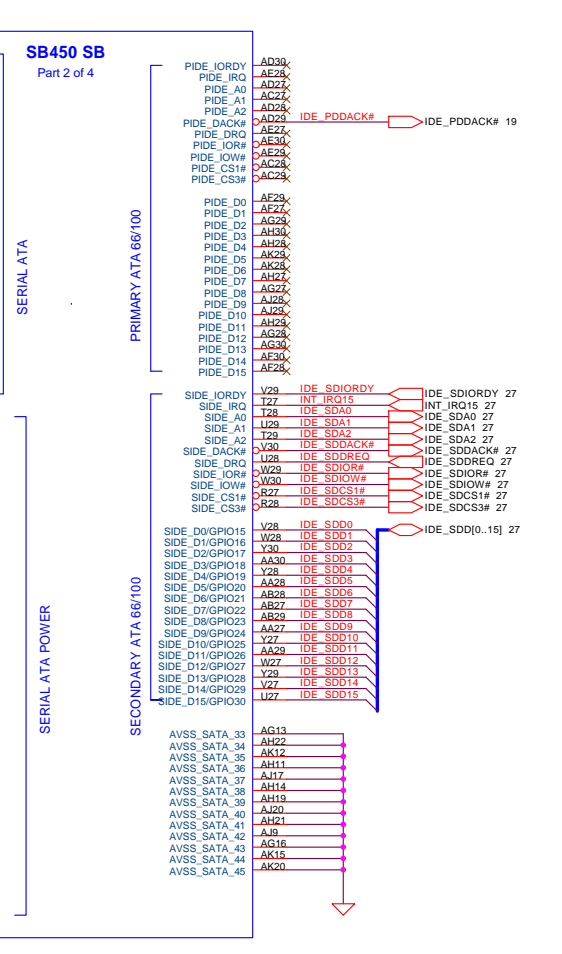 SB450 SB
Part 2 of 4
SERIAL ATA
SERIAL ATA POWER
PRIMARY ATA 66/100
SECONDARY ATA 66/100
PIDE_IORDY AD30
PIDE_IRQ AE28
PIDE_A0 AD27
PIDE_A1 AC27
PIDE_A2 AD28
PIDE_DACK# AD29 IDE_PDDACK# IDE_PDDACK# 19
PIDE_DRQ AE27
PIDE_IOR# AE30
PIDE_IOW# AE29
PIDE_CS1# AC28
PIDE_CS3# AC29
PIDE_D0 AF29
PIDE_D1 AF27
PIDE_D2 AG29
PIDE_D3 AH30
PIDE_D4 AH28
PIDE_D5 AK29
PIDE_D6 AK28
PIDE_D7 AH27
PIDE_D8 AG27
PIDE_D9 AJ28
PIDE_D10 AJ29
PIDE_D11 AH29
PIDE_D12 AG28
PIDE_D13 AG30
PIDE_D14 AF30
PIDE_D15 AF28
SIDE_IORDY V29 IDE_SDIORDY IDE_SDIORDY 27
SIDE_IRQ T27 INT_IRQ15 INT_IRQ15 27
SIDE_A0 T28 IDE_SDA0 IDE_SDA0 27
SIDE_A1 U29 IDE_SDA1 IDE_SDA1 27
SIDE_A2 T29 IDE_SDA2 IDE_SDA2 27
SIDE_DACK# V30 IDE_SDDACK# IDE_SDDACK# 27
SIDE_DRQ U28 IDE_SDDREQ IDE_SDDREQ 27
SIDE_IOR# W29 IDE_SDIOR# IDE_SDIOR# 27
SIDE_IOW# W30 IDE_SDIOW# IDE_SDIOW# 27
SIDE_CS1# R27 IDE_SDCS1# IDE_SDCS1# 27
SIDE_CS3# R28 IDE_SDCS3# IDE_SDCS3# 27
SIDE_D0/GPIO15 V28 IDE_SDD0 IDE_SDD[0..15] 27
SIDE_D1/GPIO16 W28 IDE_SDD1
SIDE_D2/GPIO17 Y30 IDE_SDD2
SIDE_D3/GPIO18 AA30 IDE_SDD3
SIDE_D4/GPIO19 Y28 IDE_SDD4
SIDE_D5/GPIO20 AA28 IDE_SDD5
SIDE_D6/GPIO21 AB28 IDE_SDD6
SIDE_D7/GPIO22 AB27 IDE_SDD7
SIDE_D8/GPIO23 AB29 IDE_SDD8
SIDE_D9/GPIO24 AA27 IDE_SDD9
SIDE_D10/GPIO25 Y27 IDE_SDD10
SIDE_D11/GPIO26 AA29 IDE_SDD11
SIDE_D12/GPIO27 W27 IDE_SDD12
SIDE_D13/GPIO28 Y29 IDE_SDD13
SIDE_D14/GPIO29 V27 IDE_SDD14
SIDE_D15/GPIO30 U27 IDE_SDD15
AVSS_SATA_33 AG13
AVSS_SATA_34 AH22
AVSS_SATA_35 AK12
AVSS_SATA_36 AH11
AVSS_SATA_37 AJ17
AVSS_SATA_38 AH14
AVSS_SATA_39 AH19
AVSS_SATA_40 AJ20
AVSS_SATA_41 AH21
AVSS_SATA_42 AJ9
AVSS_SATA_43 AG16
AVSS_SATA_44 AK15
AVSS_SATA_45 AK20